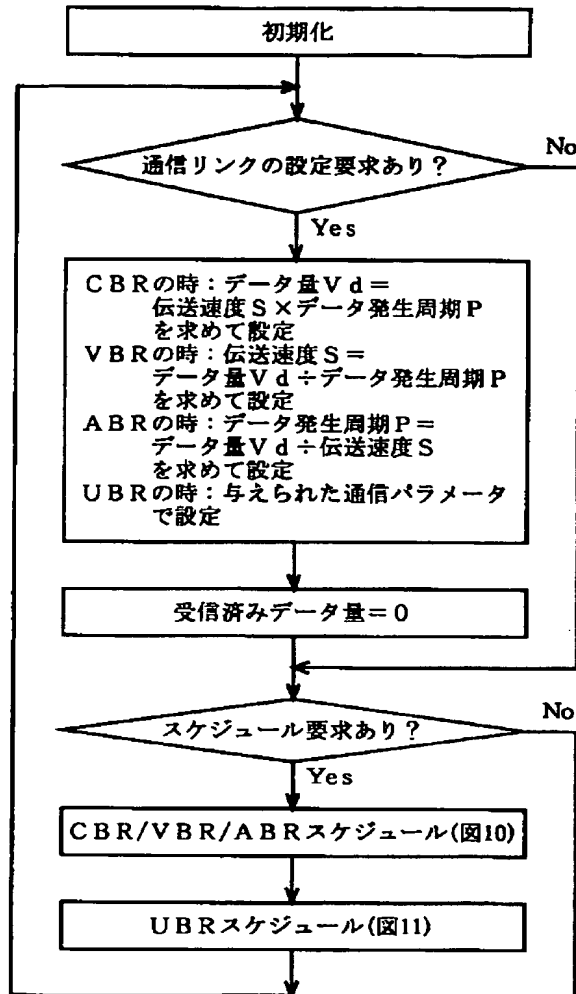 初期化
通信リンクの設定要求あり？
No
Yes
ＣＢＲの時：データ量Ｖｄ＝
伝送速度Ｓ×データ発生周期Ｐ
を求めて設定
ＶＢＲの時：伝送速度Ｓ＝
データ量Ｖｄ÷データ発生周期Ｐ
を求めて設定
ＡＢＲの時：データ発生周期Ｐ＝
データ量Ｖｄ÷伝送速度Ｓ
を求めて設定
ＵＢＲの時：与えられた通信パラメータ
で設定
受信済みデータ量＝０
スケジュール要求あり？
No
Yes
ＣＢＲ/ＶＢＲ/ＡＢＲスケジュール(図10)
ＵＢＲスケジュール(図11)